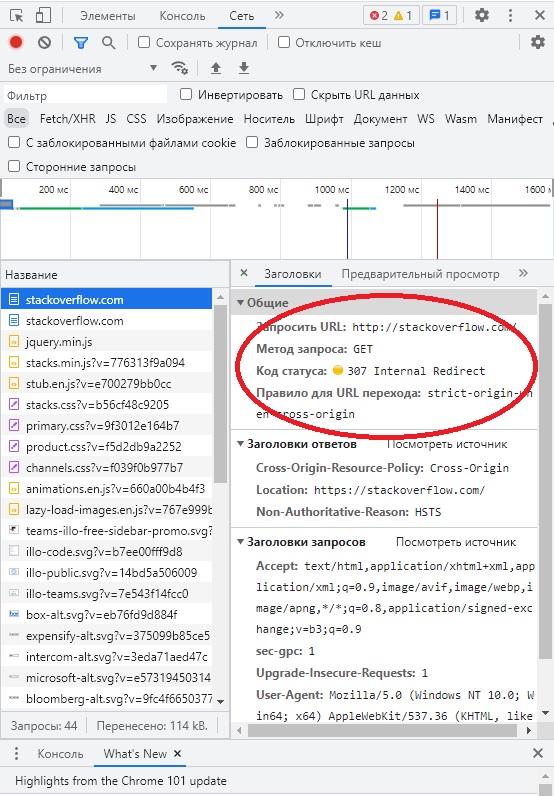 Элементы Консоль Сеть » 2 1 1
Сохранять журнал Отключить кеш
Без ограничения
Фильтр Инвертировать Скрыть URL данных
Все Fetch/XHR JS CSS Изображение Носитель Шрифт Документ WS Wasm Манифест
С заблокированными файлами cookie Заблокированные запросы
Сторонние запросы
200 мс 400 мс 600 мс 800 мс 1000 мс 1200 мс 1400 мс 1600 м
Название
Заголовки Предварительный просмотр »
stackoverflow.com
stackoverflow.com
jquery.min.js
stacks.min.js?v=776313f9a094
stub.en.js?v=e700279bb0cc
stacks.css?v=b56cf48c9205
primary.css?v=9f3012e164b7
product.css?v=f5d2db9a2252
channels.css?v=f039f0b977b7
animations.en.js?v=660a00b4b4f3
lazy-load-images.en.js?v=767e999b
teams-illo-free-sidebar-promo.svg?
illo-code.svg?v=b7ee00fff9d8
illo-public.svg?v=14bd5a506009
illo-teams.svg?v=7e543f14fcc0
box-alt.svg?v=eb76fd9d884f
expensify-alt.svg?v=375099b85ce5
intercom-alt.svg?v=3eda71aed47c
microsoft-alt.svg?v=e57319450314
bloomberg-alt.svg?v=9fc4f6650377
Запросы: 44 Перенесено: 114 kB.
Общие
Запросить URL: http://stackoverflow.com/
Метод запроса: GET
Код статуса: 307 Internal Redirect
Правило для URL перехода: strict-origin-wh
en-cross-origin
Заголовки ответов Посмотреть источник
Cross-Origin-Resource-Policy: Cross-Origin
Location: https://stackoverflow.com/
Non-Authoritative-Reason: HSTS
Заголовки запросов Посмотреть источник
Accept: text/html,application/xhtml+xml,appl
ication/xml;q=0.9,image/avif,image/webp,i
mage/apng,*/*;q=0.8,application/signed-exc
hange;v=b3;q=0.9
sec-gpc: 1
Upgrade-Insecure-Requests: 1
User-Agent: Mozilla/5.0 (Windows NT 10.0; W
in64; x64) AppleWebKit/537.36 (KHTML, like
Консоль What's New
Highlights from the Chrome 101 update